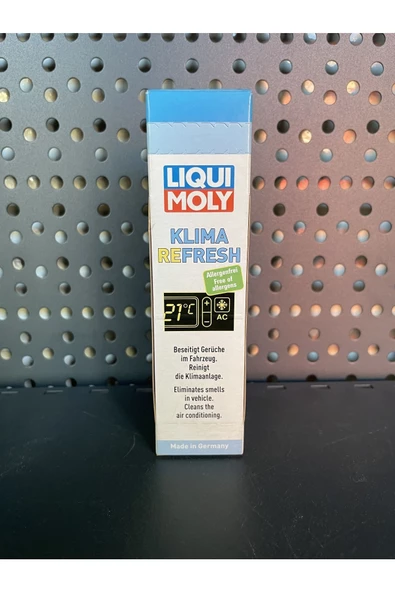 LIQUI
MOLY
KLIMA
REFRESH
Allergenfrei
Free of
allergens
21°C
+
-
AC
Beseitigt Gerüche
im Fahrzeug.
Reinigt
die Klimaanlage.
Eliminates smells
in vehicle.
Cleans the
air conditioning.
Made in Germany